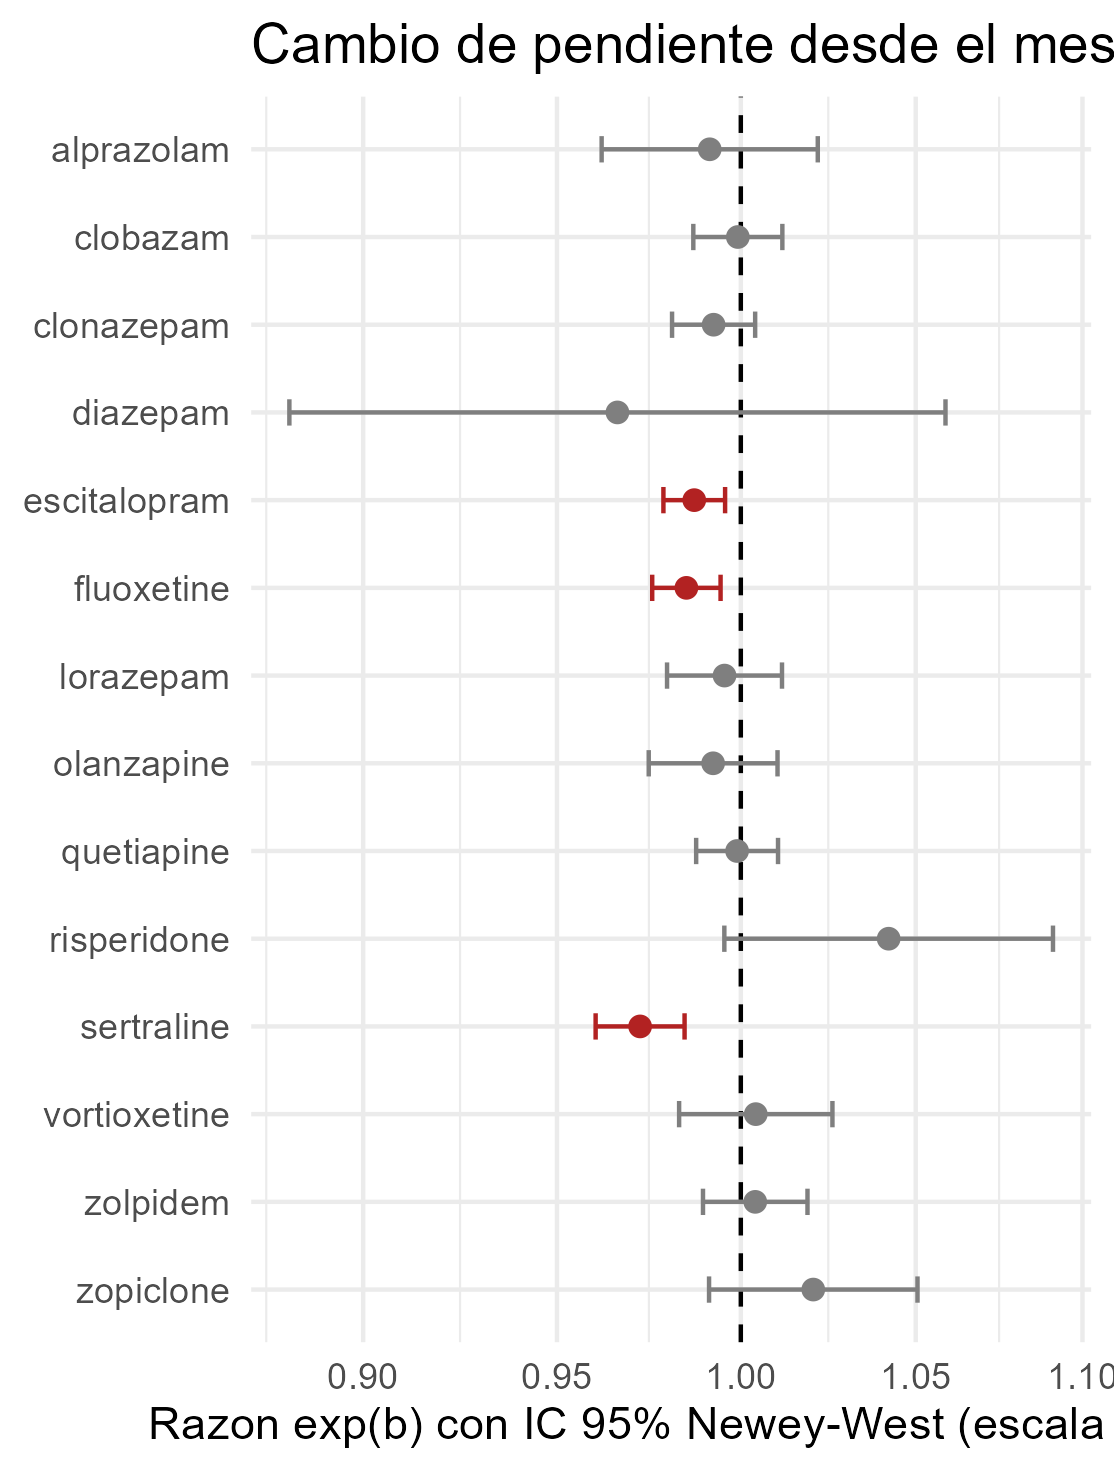 Cambio de pendiente desde el mes
alprazolam
clobazam
clonazepam
diazepam
escitalopram
fluoxetine
lorazepam
olanzapine
quetiapine
risperidone
sertraline
vortioxetine
zolpidem
zopiclone
0.90 0.95 1.00 1.05 1.10
Razon exp(b) con IC 95% Newey-West (escala